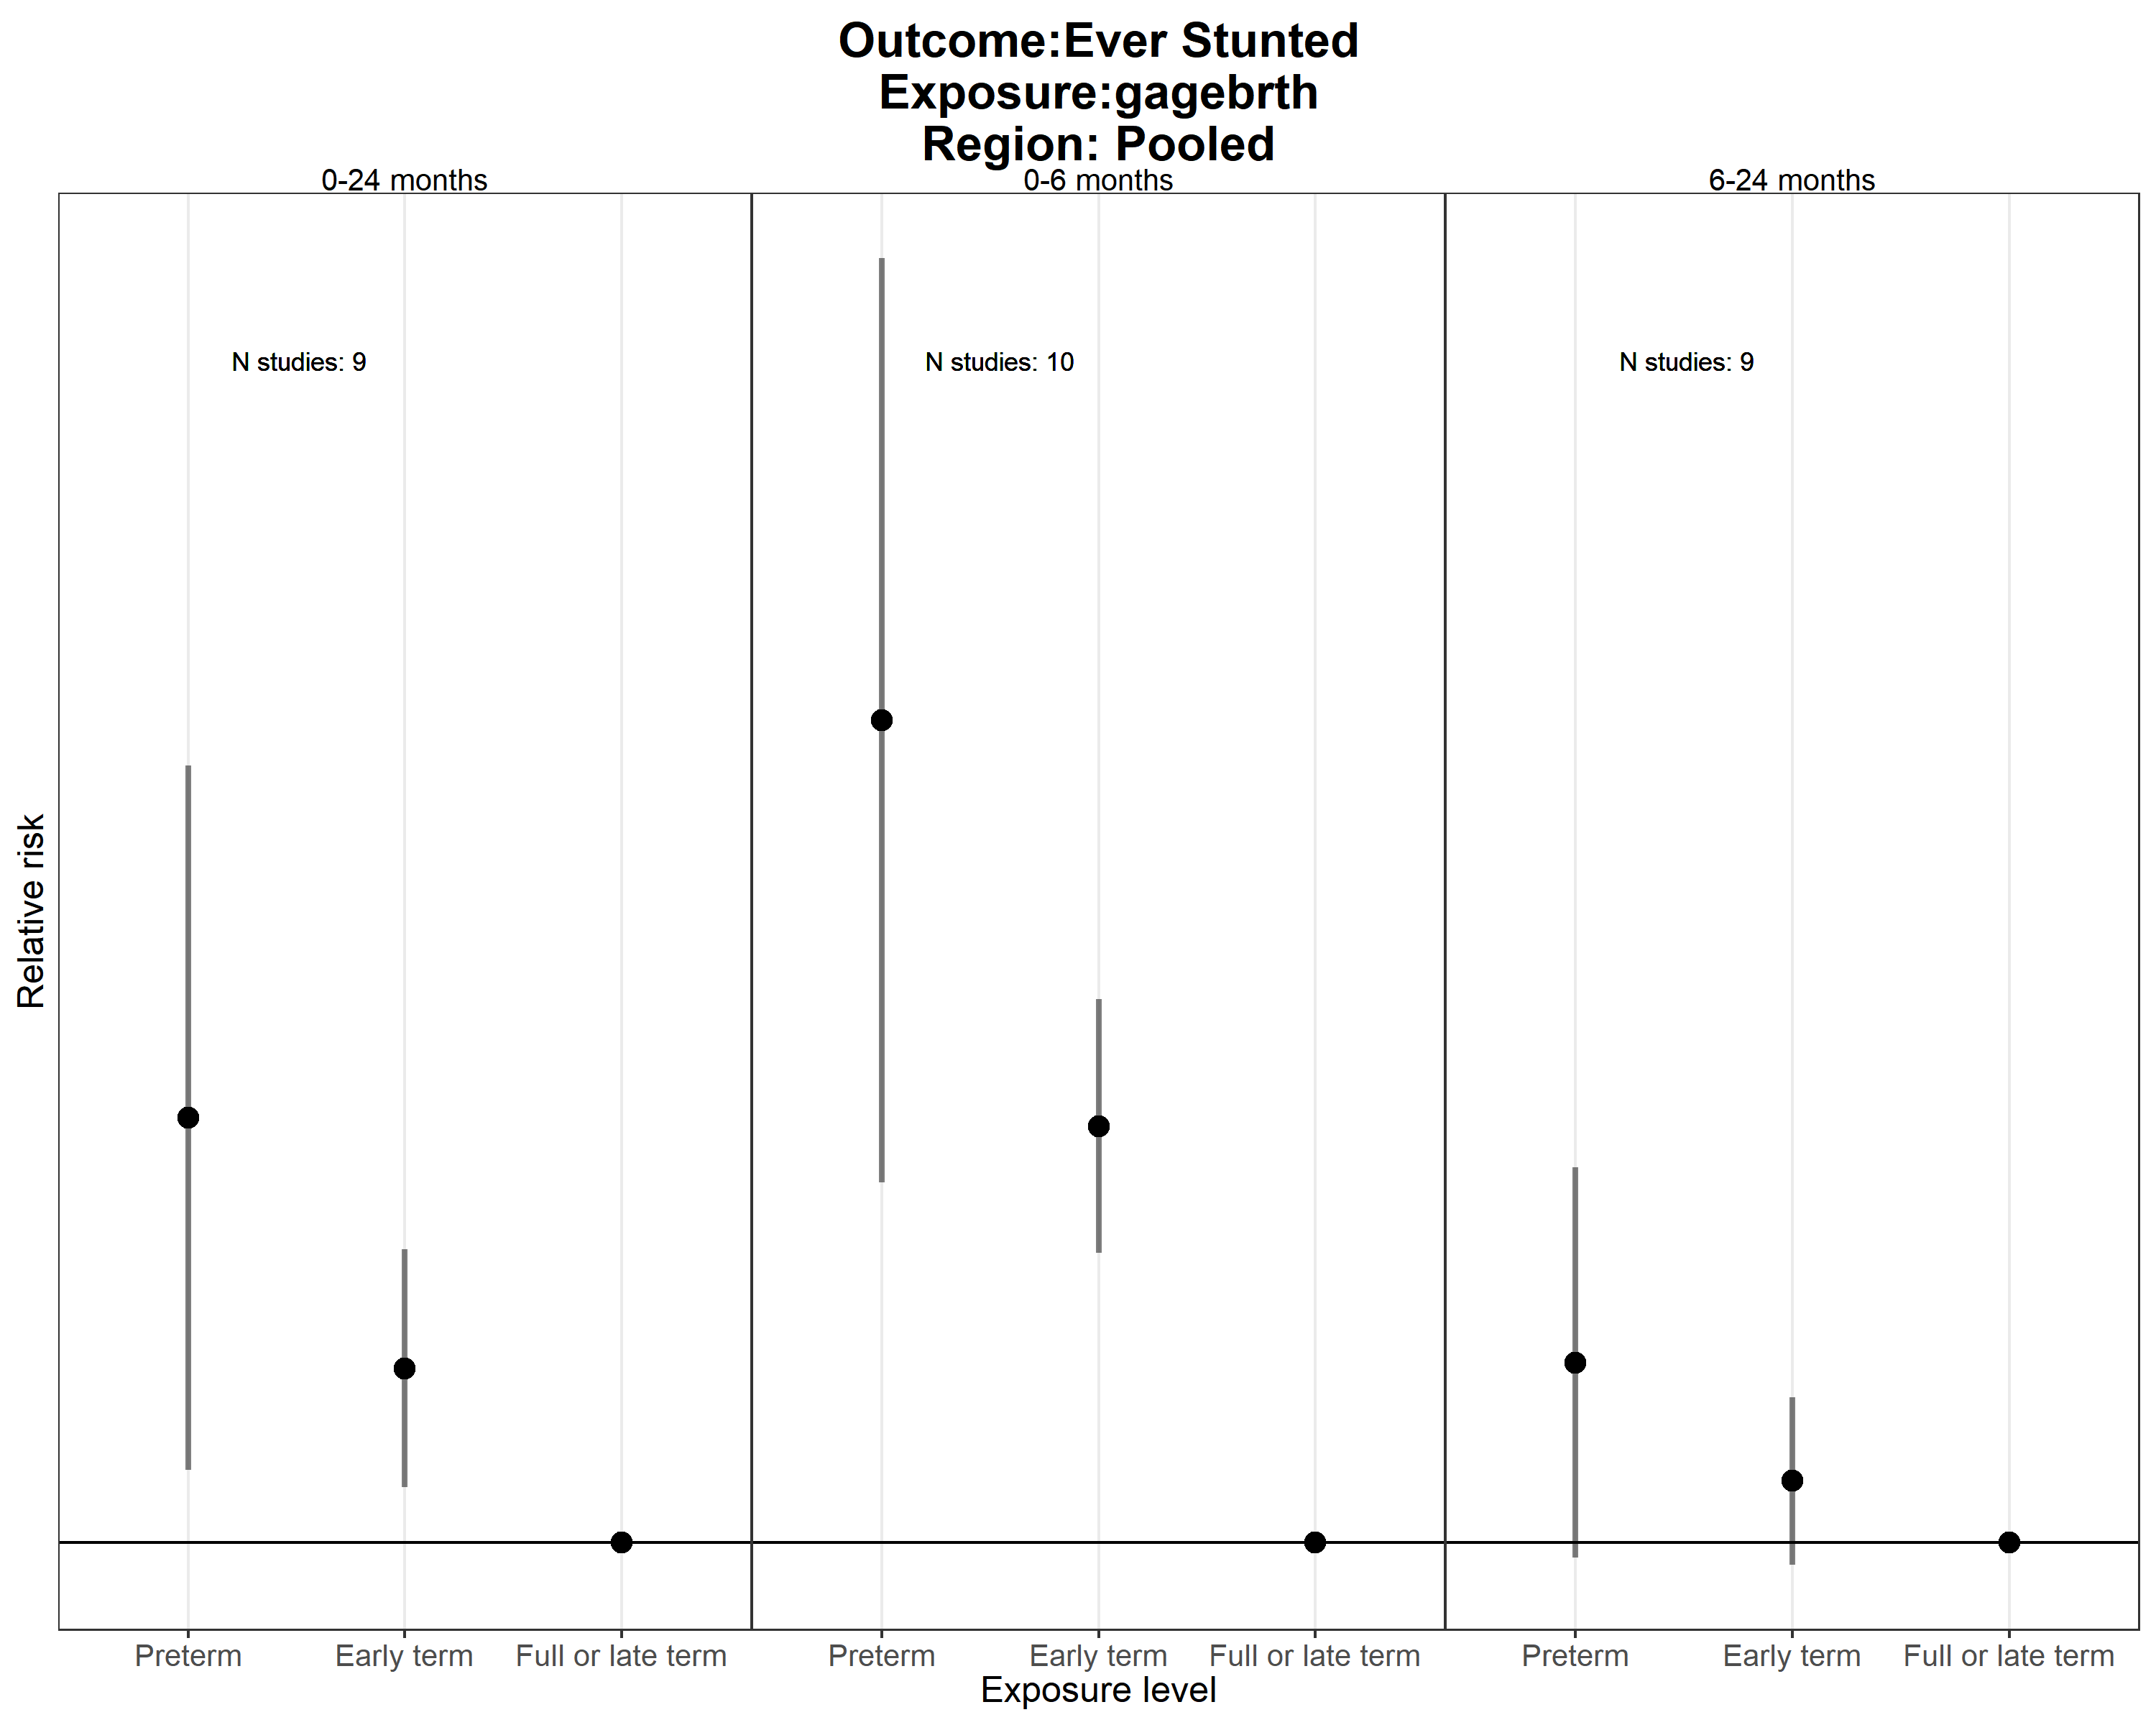 Outcome:Ever Stunted
Exposure:gagebrth
Region: Pooled
0-24 months
0-6 months
6-24 months
N studies: 9
N studies: 10
N studies: 9
Relative risk
Preterm
Early term
Full or late term
Preterm
Early term
Full or late term
Preterm
Early term
Full or late term
Exposure level